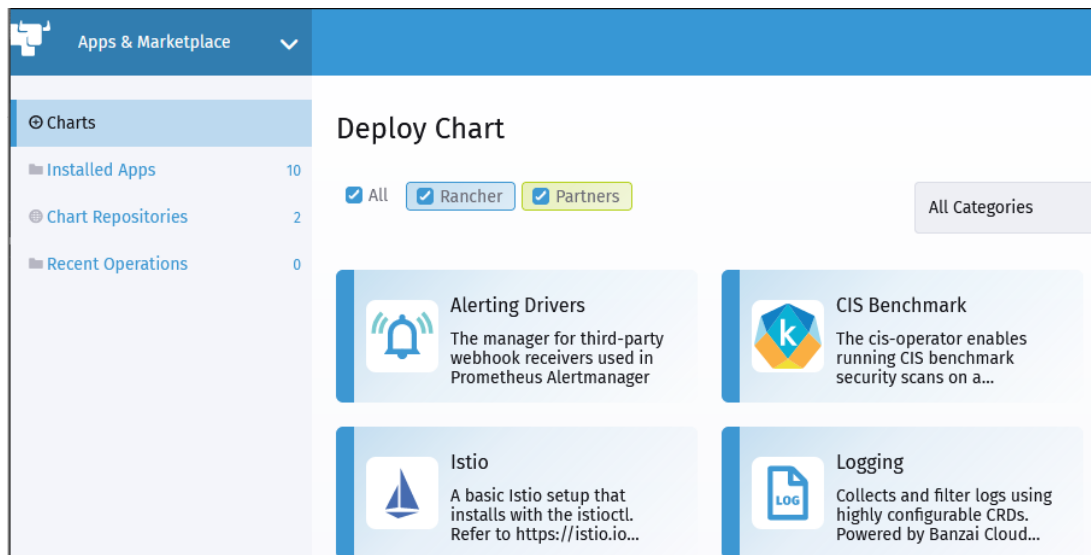 Apps & Marketplace
Charts
Installed Apps 10
Chart Repositories 2
Recent Operations 0
Deploy Chart
All Rancher Partners
All Categories
Alerting Drivers
The manager for third-party
webhook receivers used in
Prometheus Alertmanager
CIS Benchmark
The cis-operator enables
running CIS benchmark
security scans on a...
Istio
A basic Istio setup that
installs with the istioctl.
Refer to https://istio.io...
LOG
Logging
Collects and filter logs using
highly configurable CRDs.
Powered by Banzai Cloud...